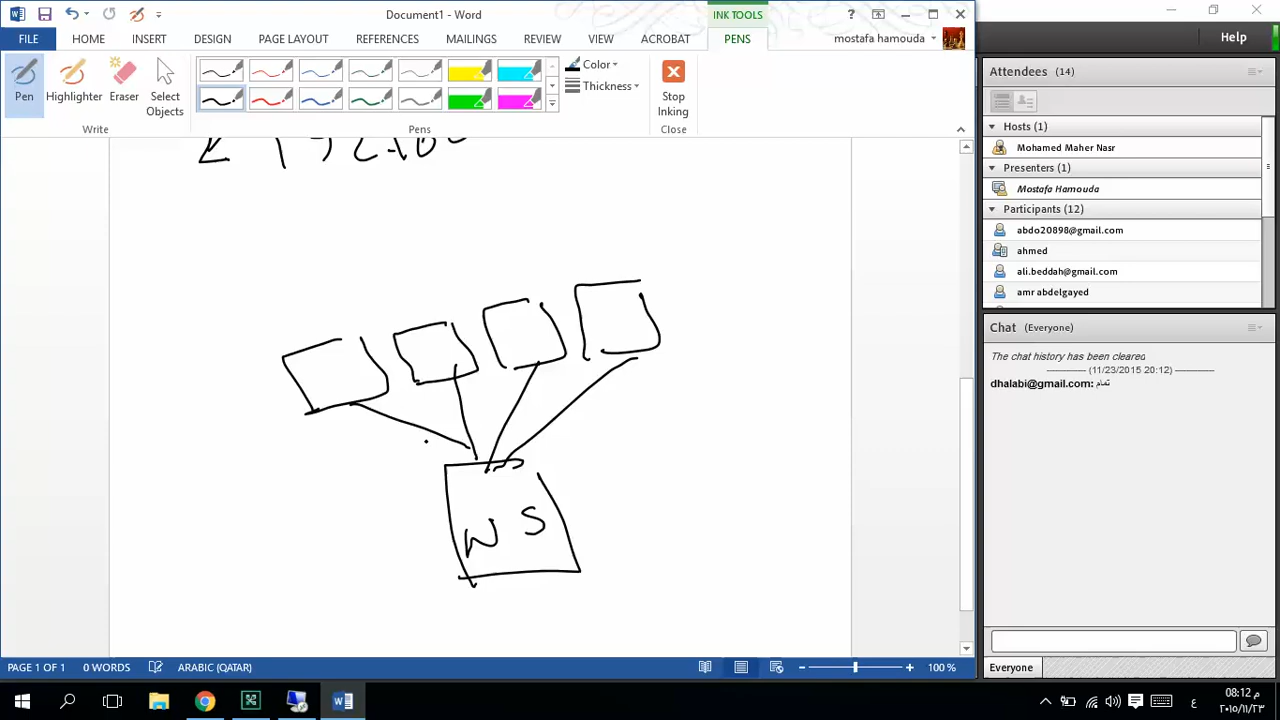 Document1 - Word
INK TOOLS
Help
FILE
HOME
INSERT
DESIGN
PAGE LAYOUT
REFERENCES
MAILINGS
REVIEW
VIEW
ACROBAT
PENS
mostafa hamouda
Pen
Highlighter
Eraser
Select
Objects
Color
Thickness
Stop
Inking
Write
Pens
Close
Attendees (14)
Hosts (1)
Mohamed Maher Nasr
Presenters (1)
Mostafa Hamouda
Participants (12)
abdo20898@gmail.com
ahmed
ali.beddah@gmail.com
amr abdelgayed
Chat (Everyone)
The chat history has been cleared
(11/23/2015 20:12)
dhalabi@gmail.com: تمام
Everyone
PAGE 1 OF 1
0 WORDS
ARABIC (QATAR)
100 %
ع
08:12 م
٢٠١٥/١١/٢٣